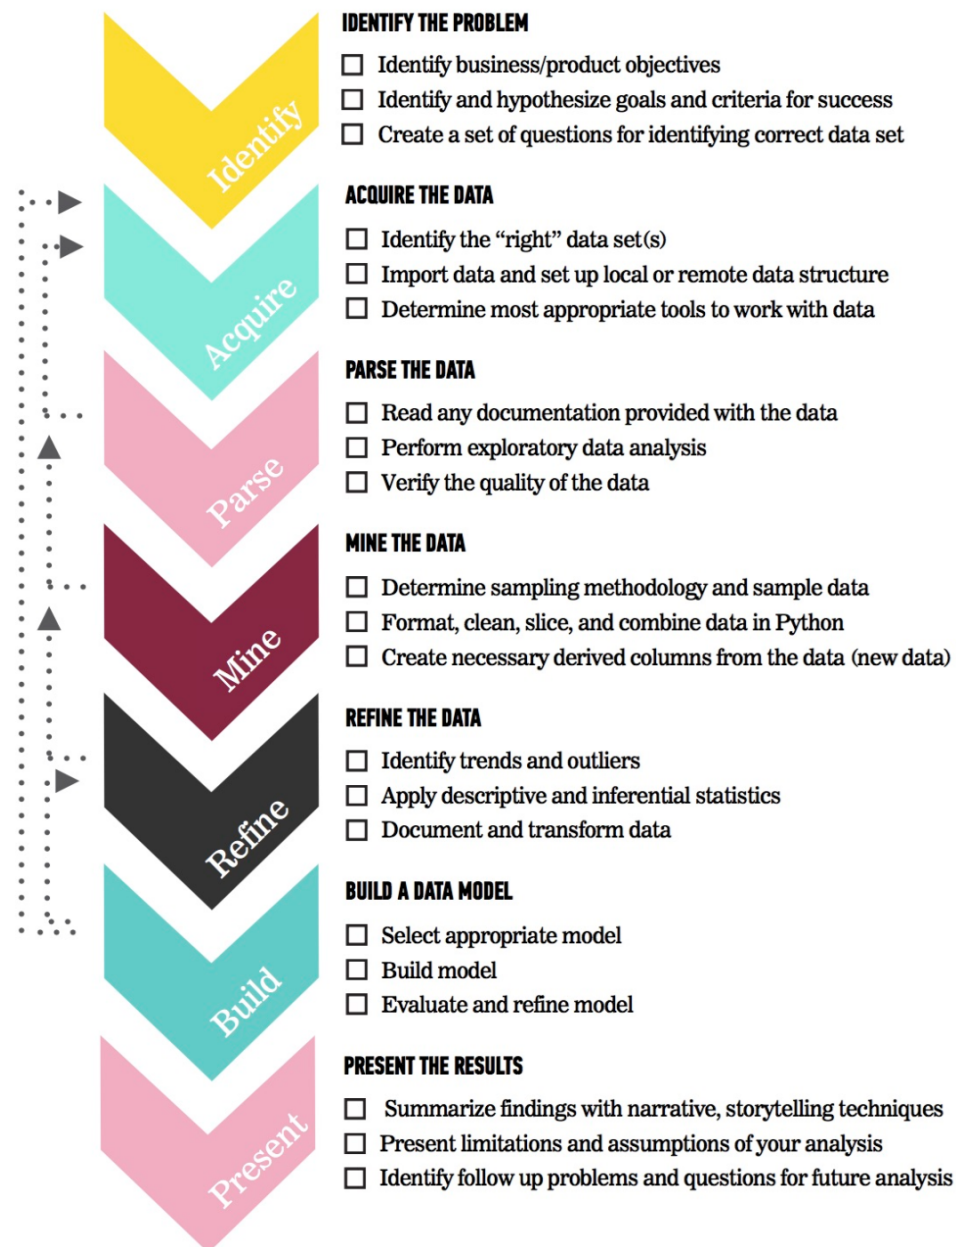 IDENTIFY THE PROBLEM
Identify business/product objectives
Identify and hypothesize goals and criteria for success
Create a set of questions for identifying correct data set
Identify
ACQUIRE THE DATA
Identify the “right” data set(s)
Import data and set up local or remote data structure
Determine most appropriate tools to work with data
Acquire
PARSE THE DATA
Read any documentation provided with the data
Perform exploratory data analysis
Verify the quality of the data
Parse
MINE THE DATA
Determine sampling methodology and sample data
Format, clean, slice, and combine data in Python
Create necessary derived columns from the data (new data)
Mine
REFINE THE DATA
Identify trends and outliers
Apply descriptive and inferential statistics
Document and transform data
Refine
BUILD A DATA MODEL
Select appropriate model
Build model
Evaluate and refine model
Build
PRESENT THE RESULTS
Summarize findings with narrative, storytelling techniques
Present limitations and assumptions of your analysis
Identify follow up problems and questions for future analysis
Present